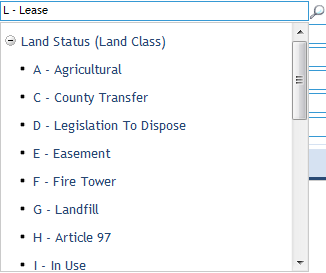 L - Lease
Land Status (Land Class)
A - Agricultural
C - County Transfer
D - Legislation To Dispose
E - Easement
F - Fire Tower
G - Landfill
H - Article 97
I - In Use